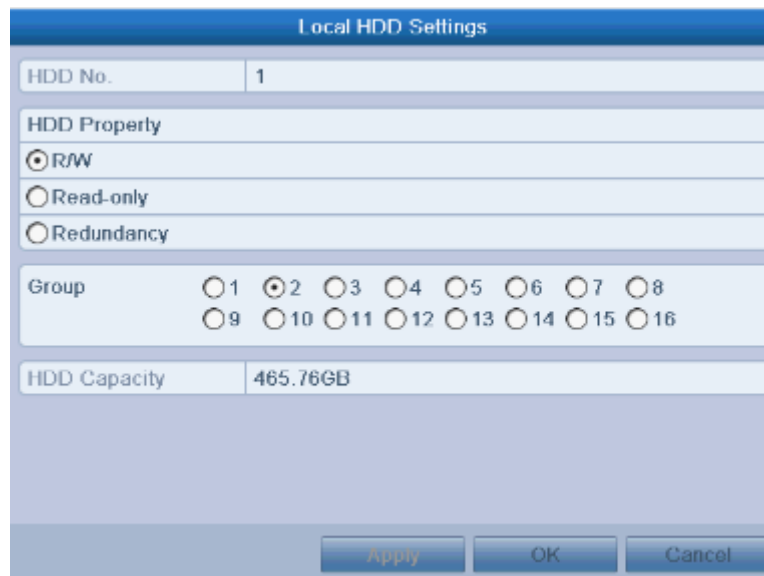 Local HDD Settings
HDD No. 1
HDD Property
R/W
Read-only
Redundancy
Group 1 2 3 4 5 6 7 8
9 10 11 12 13 14 15 16
HDD Capacity 465.76GB
Apply OK Cancel